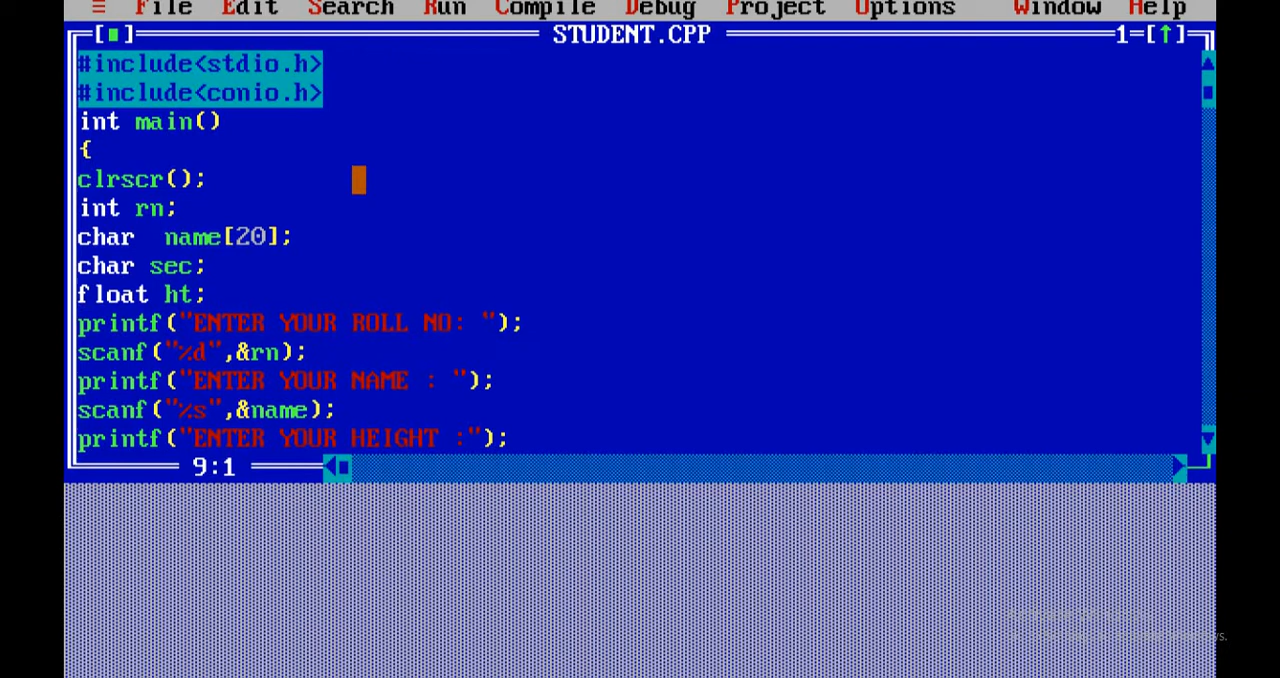 ≡ File Edit Search Run Compile Debug Project Options Window Help
[■] STUDENT.CPP 1=[↑]
#include<stdio.h>
#include<conio.h>
int main()
{
clrscr();
int rn;
char  name[20];
char sec;
float ht;
printf("ENTER YOUR ROLL NO: ");
scanf("%d",&rn);
printf("ENTER YOUR NAME : ");
scanf("%s",&name);
printf("ENTER YOUR HEIGHT :");
9:1